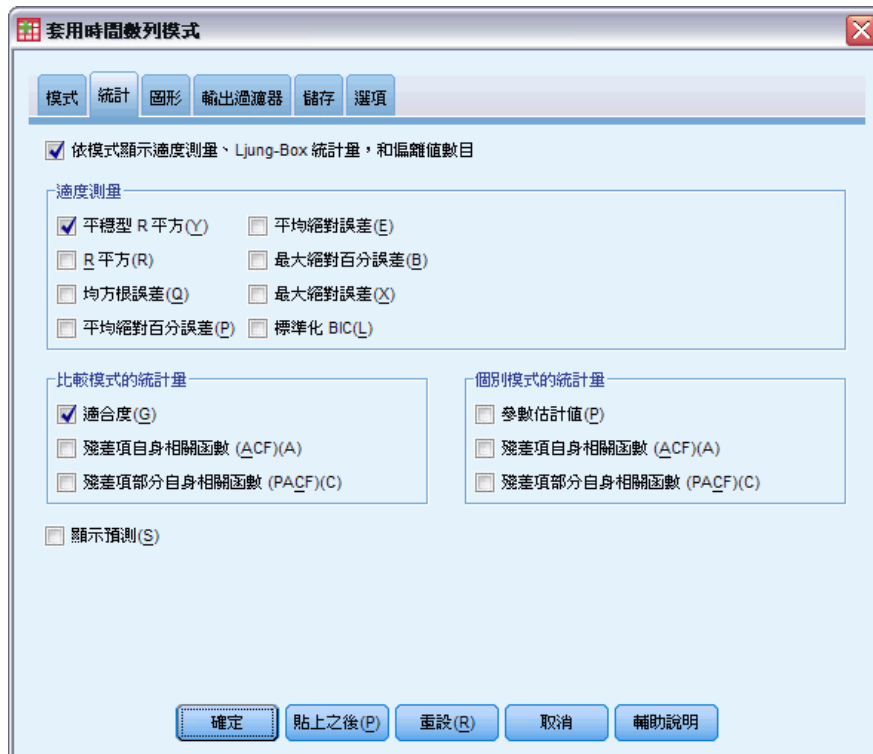 套用時間數列模式
模式 統計 圖形 輸出過濾器 儲存 選項
依模式顯示適度測量、Ljung-Box 統計量，和偏離值數目
適度測量
平穩型 R 平方(Y) 平均絕對誤差(E)
R 平方(R) 最大絕對百分誤差(B)
均方根誤差(Q) 最大絕對誤差(X)
平均絕對百分誤差(P) 標準化 BIC(L)
比較模式的統計量
適合度(G)
殘差項自身相關函數 (ACF)(A)
殘差項部分自身相關函數 (PACF)(C)
個別模式的統計量
參數估計值(P)
殘差項自身相關函數 (ACF)(A)
殘差項部分自身相關函數 (PACF)(C)
顯示預測(S)
確定 貼上之後(P) 重設(R) 取消 輔助說明